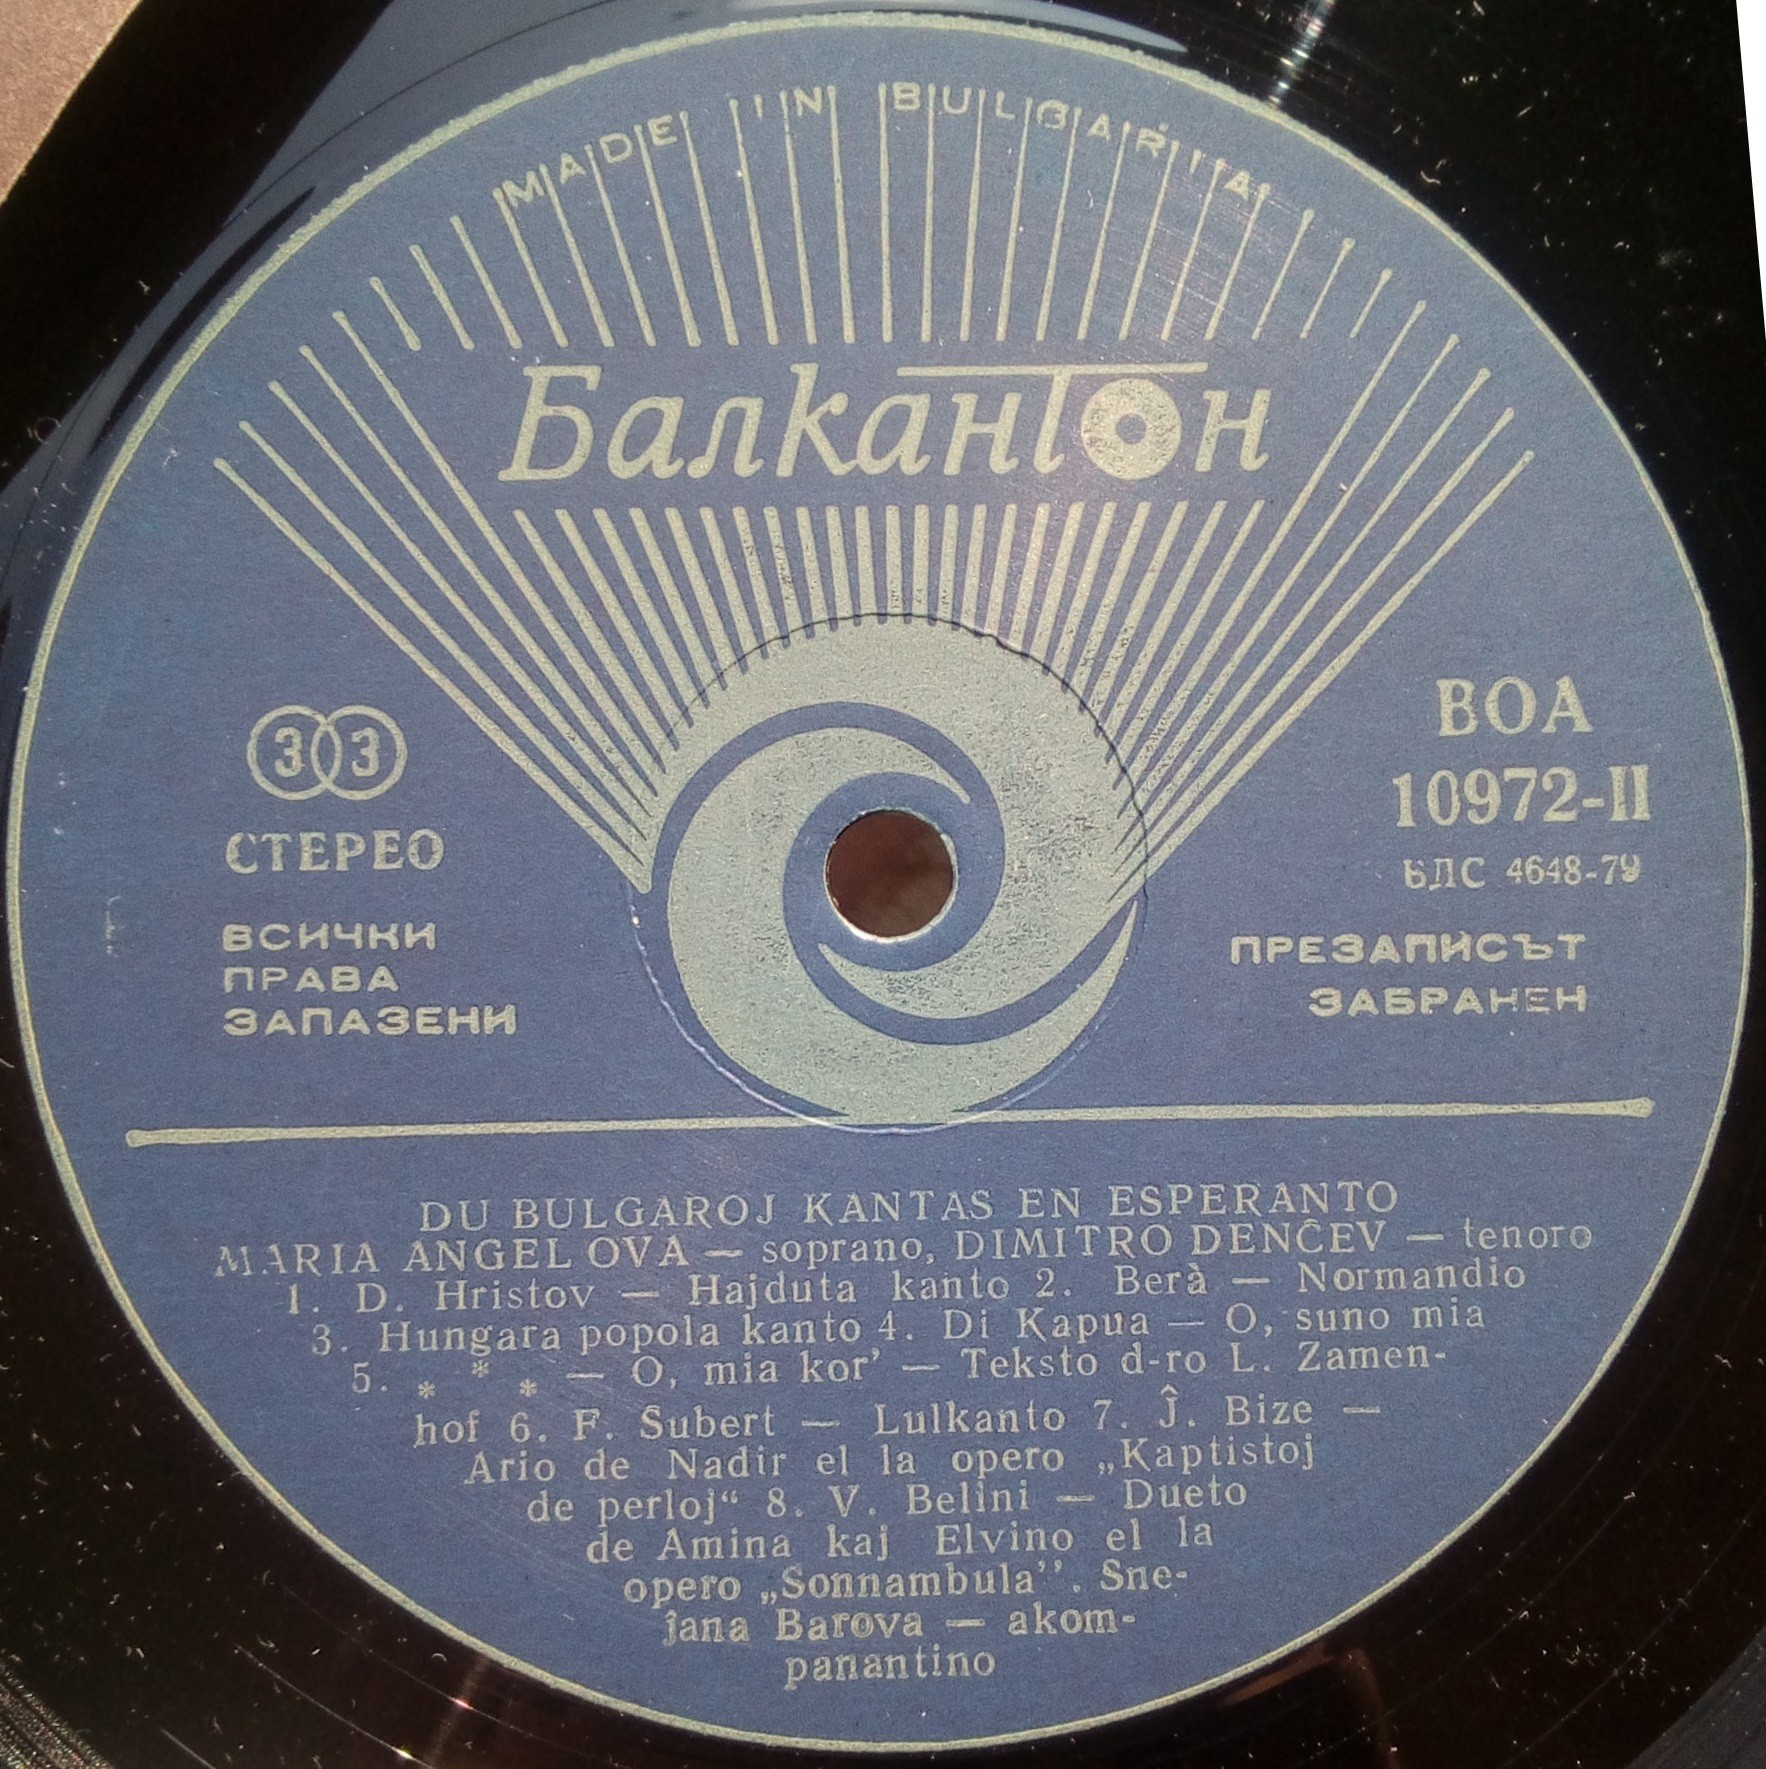 MADE IN BULGARIA
Балкантон
33
СТЕРЕО
ВСИЧКИ
ПРАВА
ЗАПАЗЕНИ
ВОА
10972-II
БДС 4648-79
ПРЕЗАПИСЪТ
ЗАБРАНЕН
DU BULGAROJ KANTAS EN ESPERANTO
MARIA ANGELOVA — soprano, DIMITRO DENĈEV — tenoro
1. D. Hristov — Hajduta kanto 2. Berà — Normandio
3. Hungara popola kanto 4. Di Kapua — O, suno mia
5. * * * — O, mia kor’ — Teksto d-ro L. Zamen-
hof 6. F. Ŝubert — Lulkanto 7. Ĵ. Bize —
Ario de Nadir el la opero „Kaptistoj
de perloj“ 8. V. Belini — Dueto
de Amina kaj Elvino el la
opero „Sonnambula”. Sne-
ĵana Barova — akom-
panantino